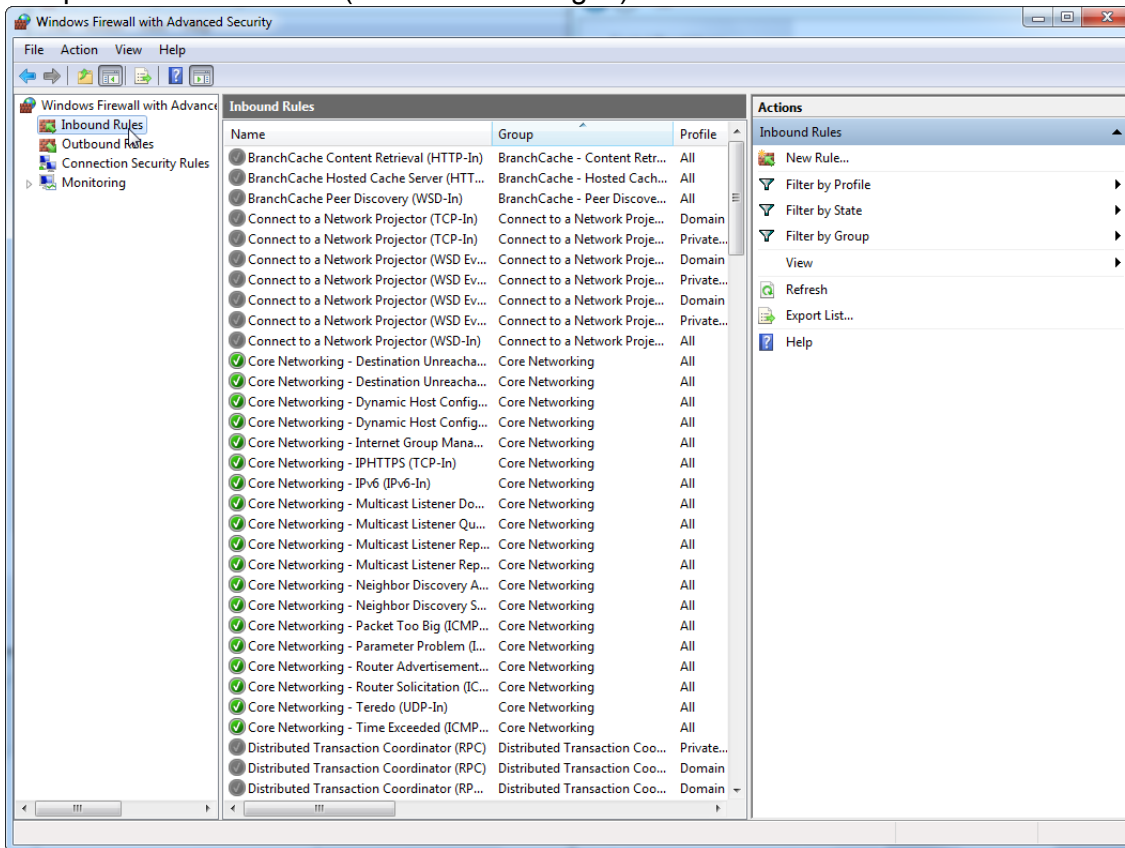 Windows Firewall with Advanced Security
File Action View Help
Windows Firewall with Advance
Inbound Rules
Outbound Rules
Connection Security Rules
Monitoring
Inbound Rules
Name Group Profile
BranchCache Content Retrieval (HTTP-In) BranchCache - Content Retr... All
BranchCache Hosted Cache Server (HTT... BranchCache - Hosted Cach... All
BranchCache Peer Discovery (WSD-In) BranchCache - Peer Discove... All
Connect to a Network Projector (TCP-In) Connect to a Network Proje... Domain
Connect to a Network Projector (TCP-In) Connect to a Network Proje... Private...
Connect to a Network Projector (WSD Ev... Connect to a Network Proje... Domain
Connect to a Network Projector (WSD Ev... Connect to a Network Proje... Private...
Connect to a Network Projector (WSD Ev... Connect to a Network Proje... Domain
Connect to a Network Projector (WSD Ev... Connect to a Network Proje... Private...
Connect to a Network Projector (WSD-In) Connect to a Network Proje... All
Core Networking - Destination Unreacha... Core Networking All
Core Networking - Destination Unreacha... Core Networking All
Core Networking - Dynamic Host Config... Core Networking All
Core Networking - Dynamic Host Config... Core Networking All
Core Networking - Internet Group Mana... Core Networking All
Core Networking - IPHTTPS (TCP-In) Core Networking All
Core Networking - IPv6 (IPv6-In) Core Networking All
Core Networking - Multicast Listener Do... Core Networking All
Core Networking - Multicast Listener Qu... Core Networking All
Core Networking - Multicast Listener Rep... Core Networking All
Core Networking - Multicast Listener Rep... Core Networking All
Core Networking - Neighbor Discovery A... Core Networking All
Core Networking - Neighbor Discovery S... Core Networking All
Core Networking - Packet Too Big (ICMP... Core Networking All
Core Networking - Parameter Problem (I... Core Networking All
Core Networking - Router Advertisement... Core Networking All
Core Networking - Router Solicitation (IC... Core Networking All
Core Networking - Teredo (UDP-In) Core Networking All
Core Networking - Time Exceeded (ICMP... Core Networking All
Distributed Transaction Coordinator (RPC) Distributed Transaction Coo... Private...
Distributed Transaction Coordinator (RPC) Distributed Transaction Coo... Domain
Distributed Transaction Coordinator (RP... Distributed Transaction Coo... Domain
Actions
Inbound Rules
New Rule...
Filter by Profile
Filter by State
Filter by Group
View
Refresh
Export List...
Help